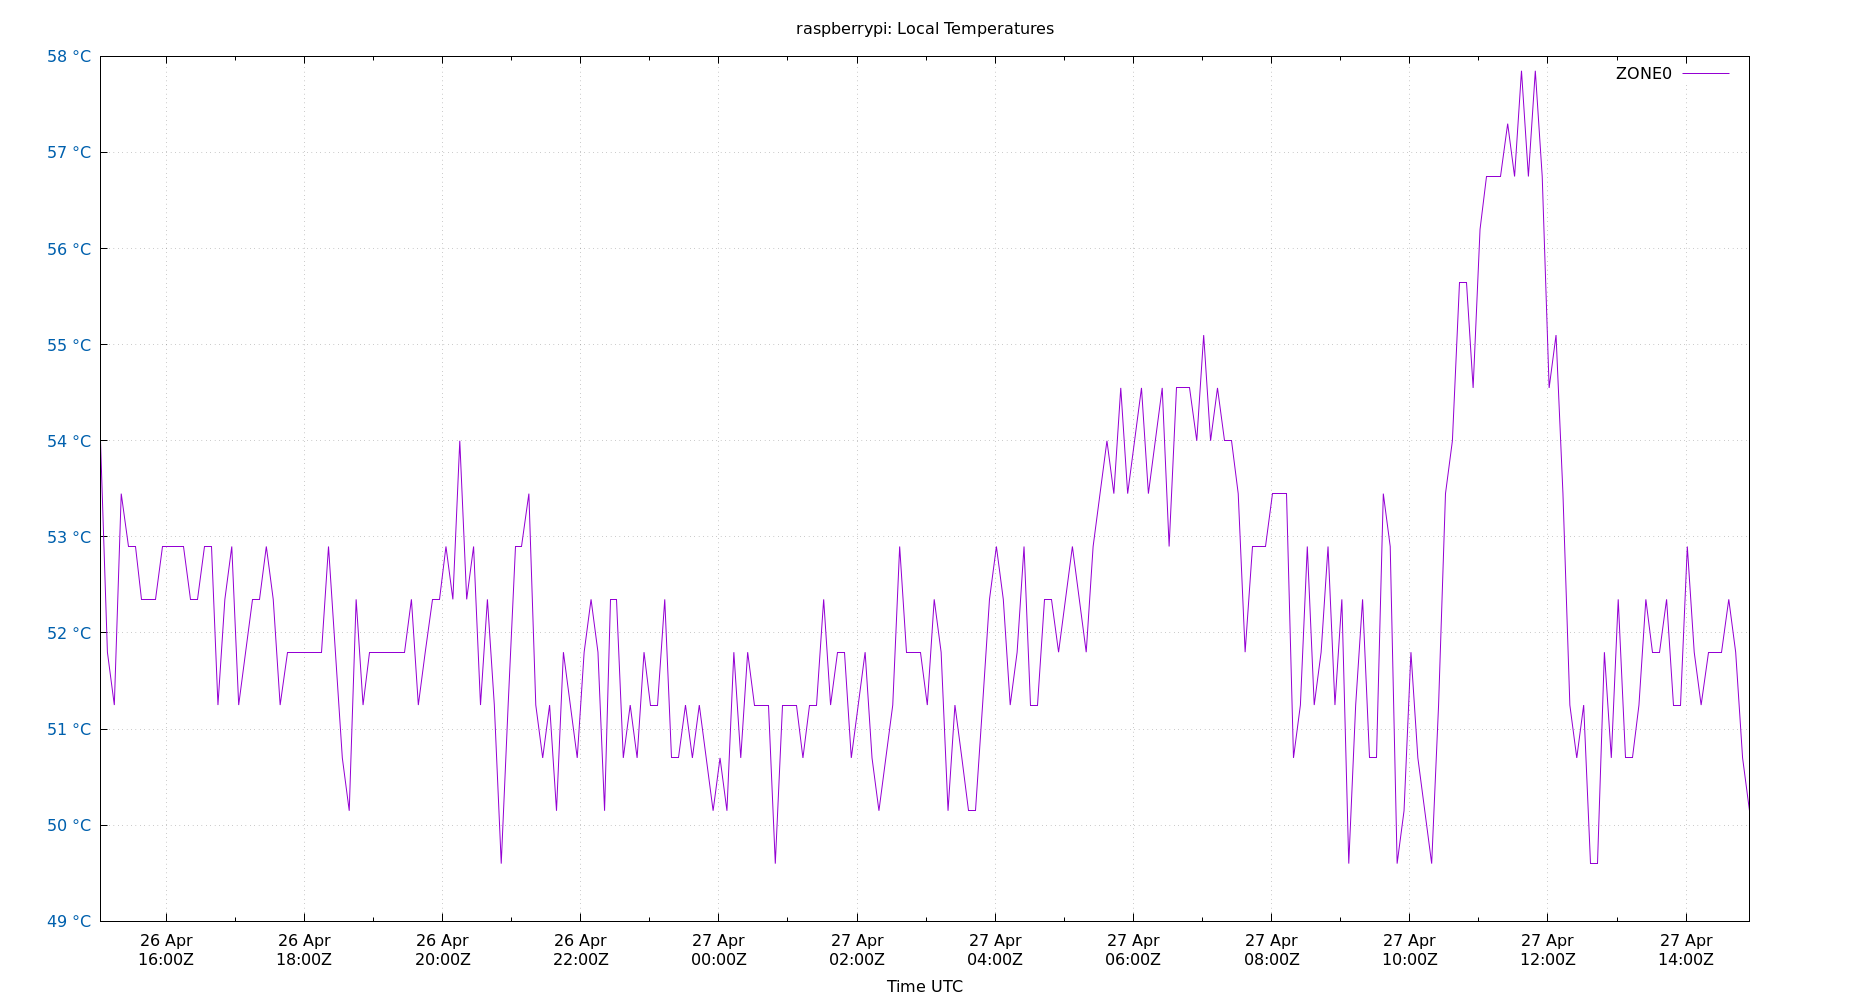 raspberrypi: Local Temperatures
58 °C
ZONE0
57 °C
56 °C
55 °C
54 °C
53 °C
52 °C
51 °C
50 °C
49 °C
26 Apr 26 Apr 26 Apr 26 Apr 27 Apr 27 Apr 27 Apr 27 Apr 27 Apr 27 Apr 27 Apr 27 Apr
16:00Z 18:00Z 20:00Z 22:00Z 00:00Z 02:00Z 04:00Z 06:00Z 08:00Z 10:00Z 12:00Z 14:00Z
Time UTC